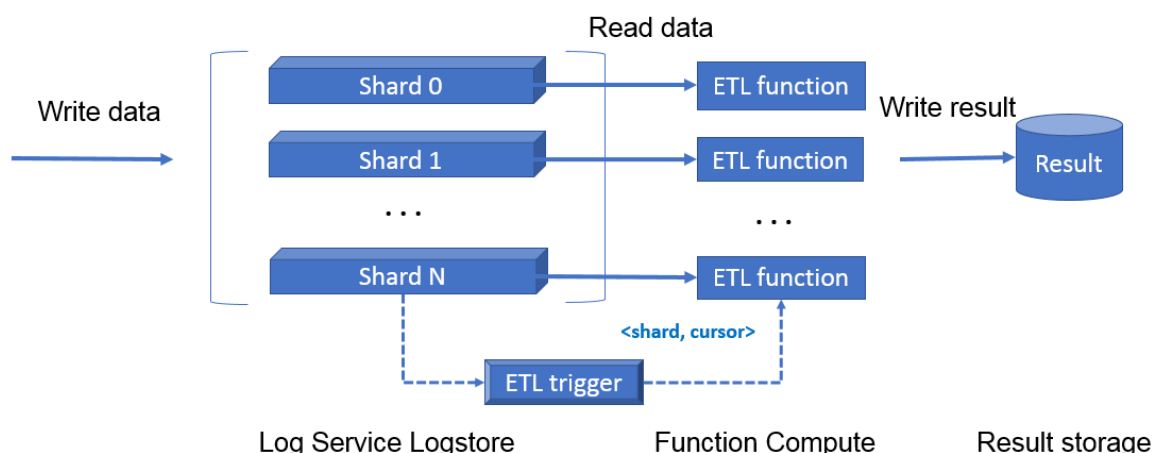 Read data
Write data
Shard 0
ETL function
Write result
Shard 1
ETL function
Result
...
...
Shard N
ETL function
<shard, cursor>
ETL trigger
Log Service Logstore
Function Compute
Result storage